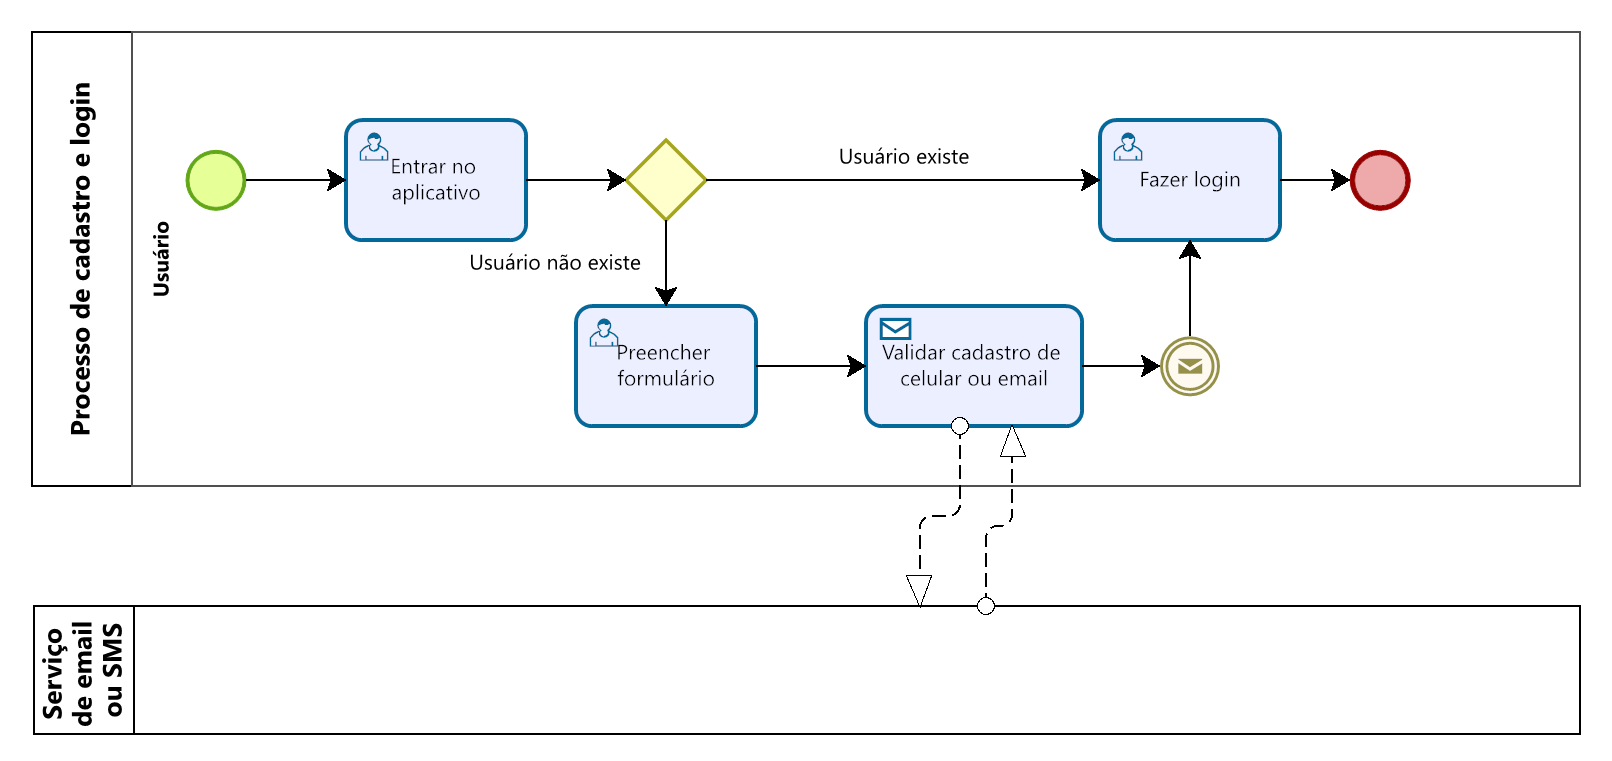 Processo de cadastro e login
Usuário
Entrar no
aplicativo
Usuário existe
Fazer login
Usuário não existe
Preencher
formulário
Validar cadastro de
celular ou email
Serviço
de email
ou SMS